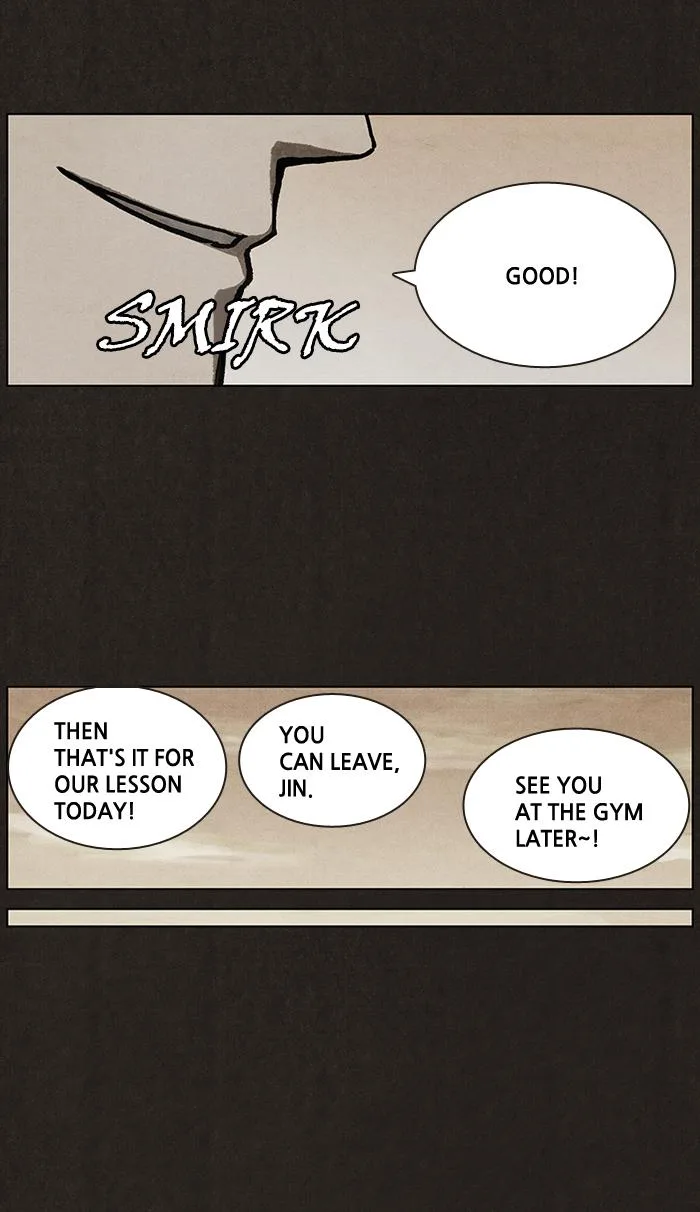 GOOD!
SMIRK
THEN
THAT'S IT FOR
OUR LESSON
TODAY!
YOU
CAN LEAVE,
JIN.
SEE YOU
AT THE GYM
LATER~!